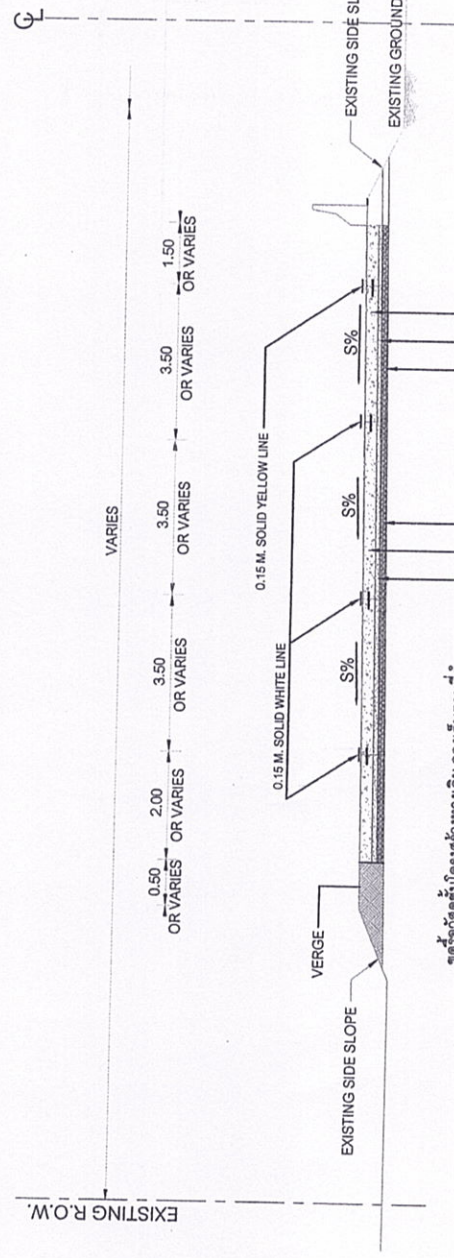 EXISTING R.O.W.
℄
VARIES
0.50
OR VARIES
2.00
OR VARIES
3.50
OR VARIES
3.50
OR VARIES
3.50
OR VARIES
1.50
OR VARIES
0.15 M. SOLID YELLOW LINE
0.15 M. SOLID WHITE LINE
VERGE
S%
S%
S%
EXISTING SIDE SLOPE
EXISTING SIDE
EXISTING GROUND